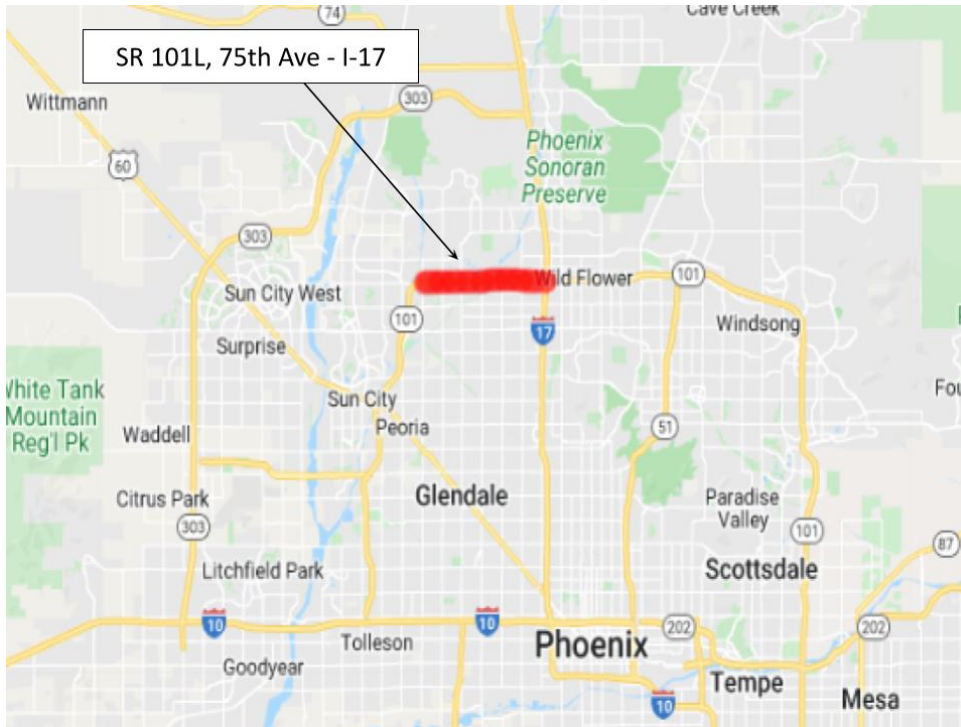 Cave Creek
74
SR 101L, 75th Ave - I-17
303
Wittmann
Phoenix
Sonoran
Preserve
60
303
Wild Flower
101
Sun City West
101
17
Windsong
Surprise
White Tank
Mountain
Reg'l Pk
Sun City
Peoria
51
Waddell
Glendale
Citrus Park
Paradise
Valley
303
101
87
Litchfield Park
Scottsdale
10
10
202
202
Tolleson
Phoenix
Goodyear
Tempe
10
Mesa